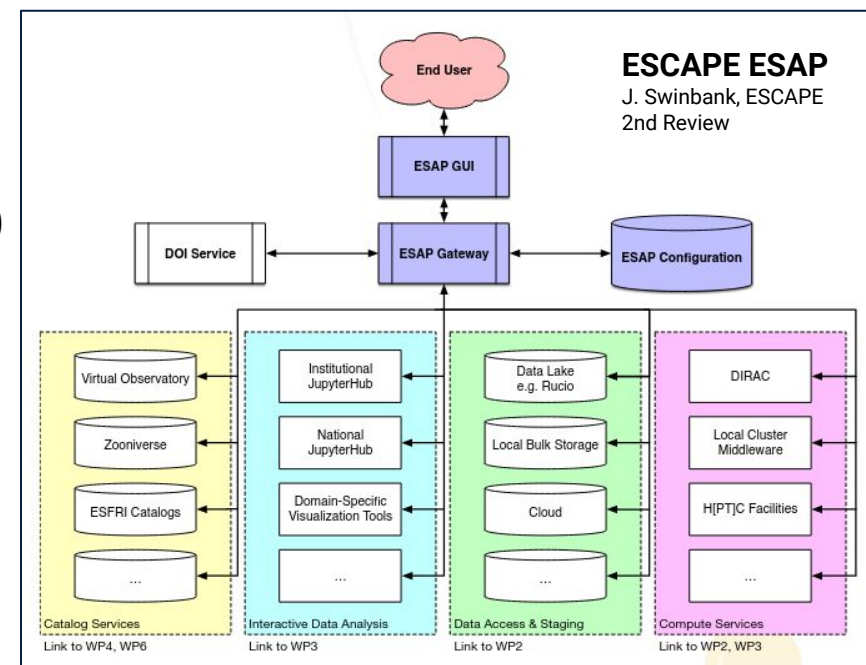 ESCAPE ESAP
J. Swinbank, ESCAPE
2nd Review
End User
ESAP GUI
DOI Service
ESAP Gateway
ESAP Configuration
Virtual Observatory
Zooniverse
ESFRI Catalogs
...
Catalog Services
Link to WP4, WP6
Institutional
JupyterHub
National
JupyterHub
Domain-Specific
Visualization Tools
...
Interactive Data Analysis
Link to WP3
Data Lake
e.g. Rucio
Local Bulk Storage
Cloud
...
Data Access & Staging
Link to WP2
DIRAC
Local Cluster
Middleware
H[PT]C Facilities
...
Compute Services
Link to WP2, WP3
)